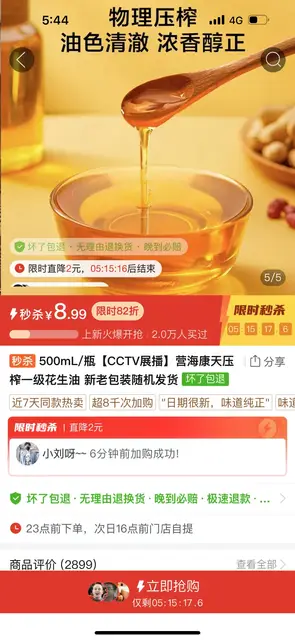 5:44
4G
物理压榨
油色清澈 浓香醇正
坏了包退 · 无理由退换货 · 晚到必赔
限时直降2元，05:15:16后结束
5/5
秒杀¥8.99 限时82折
上新火爆开抢 · 2.0万人买过
限时秒杀
05 15 17 6
秒杀 500mL/瓶【CCTV展播】营海康天压
榨一级花生油 新老包装随机发货 坏了包退
分享
近7天同款热卖 超8千次加购 "日期很新，味道纯正" "味
限时秒杀 直降2元
小刘呀~~ 6分钟前加购成功！
坏了包退 · 无理由退换货 · 晚到必赔 · 极速退款 · ...
23点前下单，次日16点前门店自提
商品评价 (2899) 查看全部
立即抢购
仅剩05:15:17.6